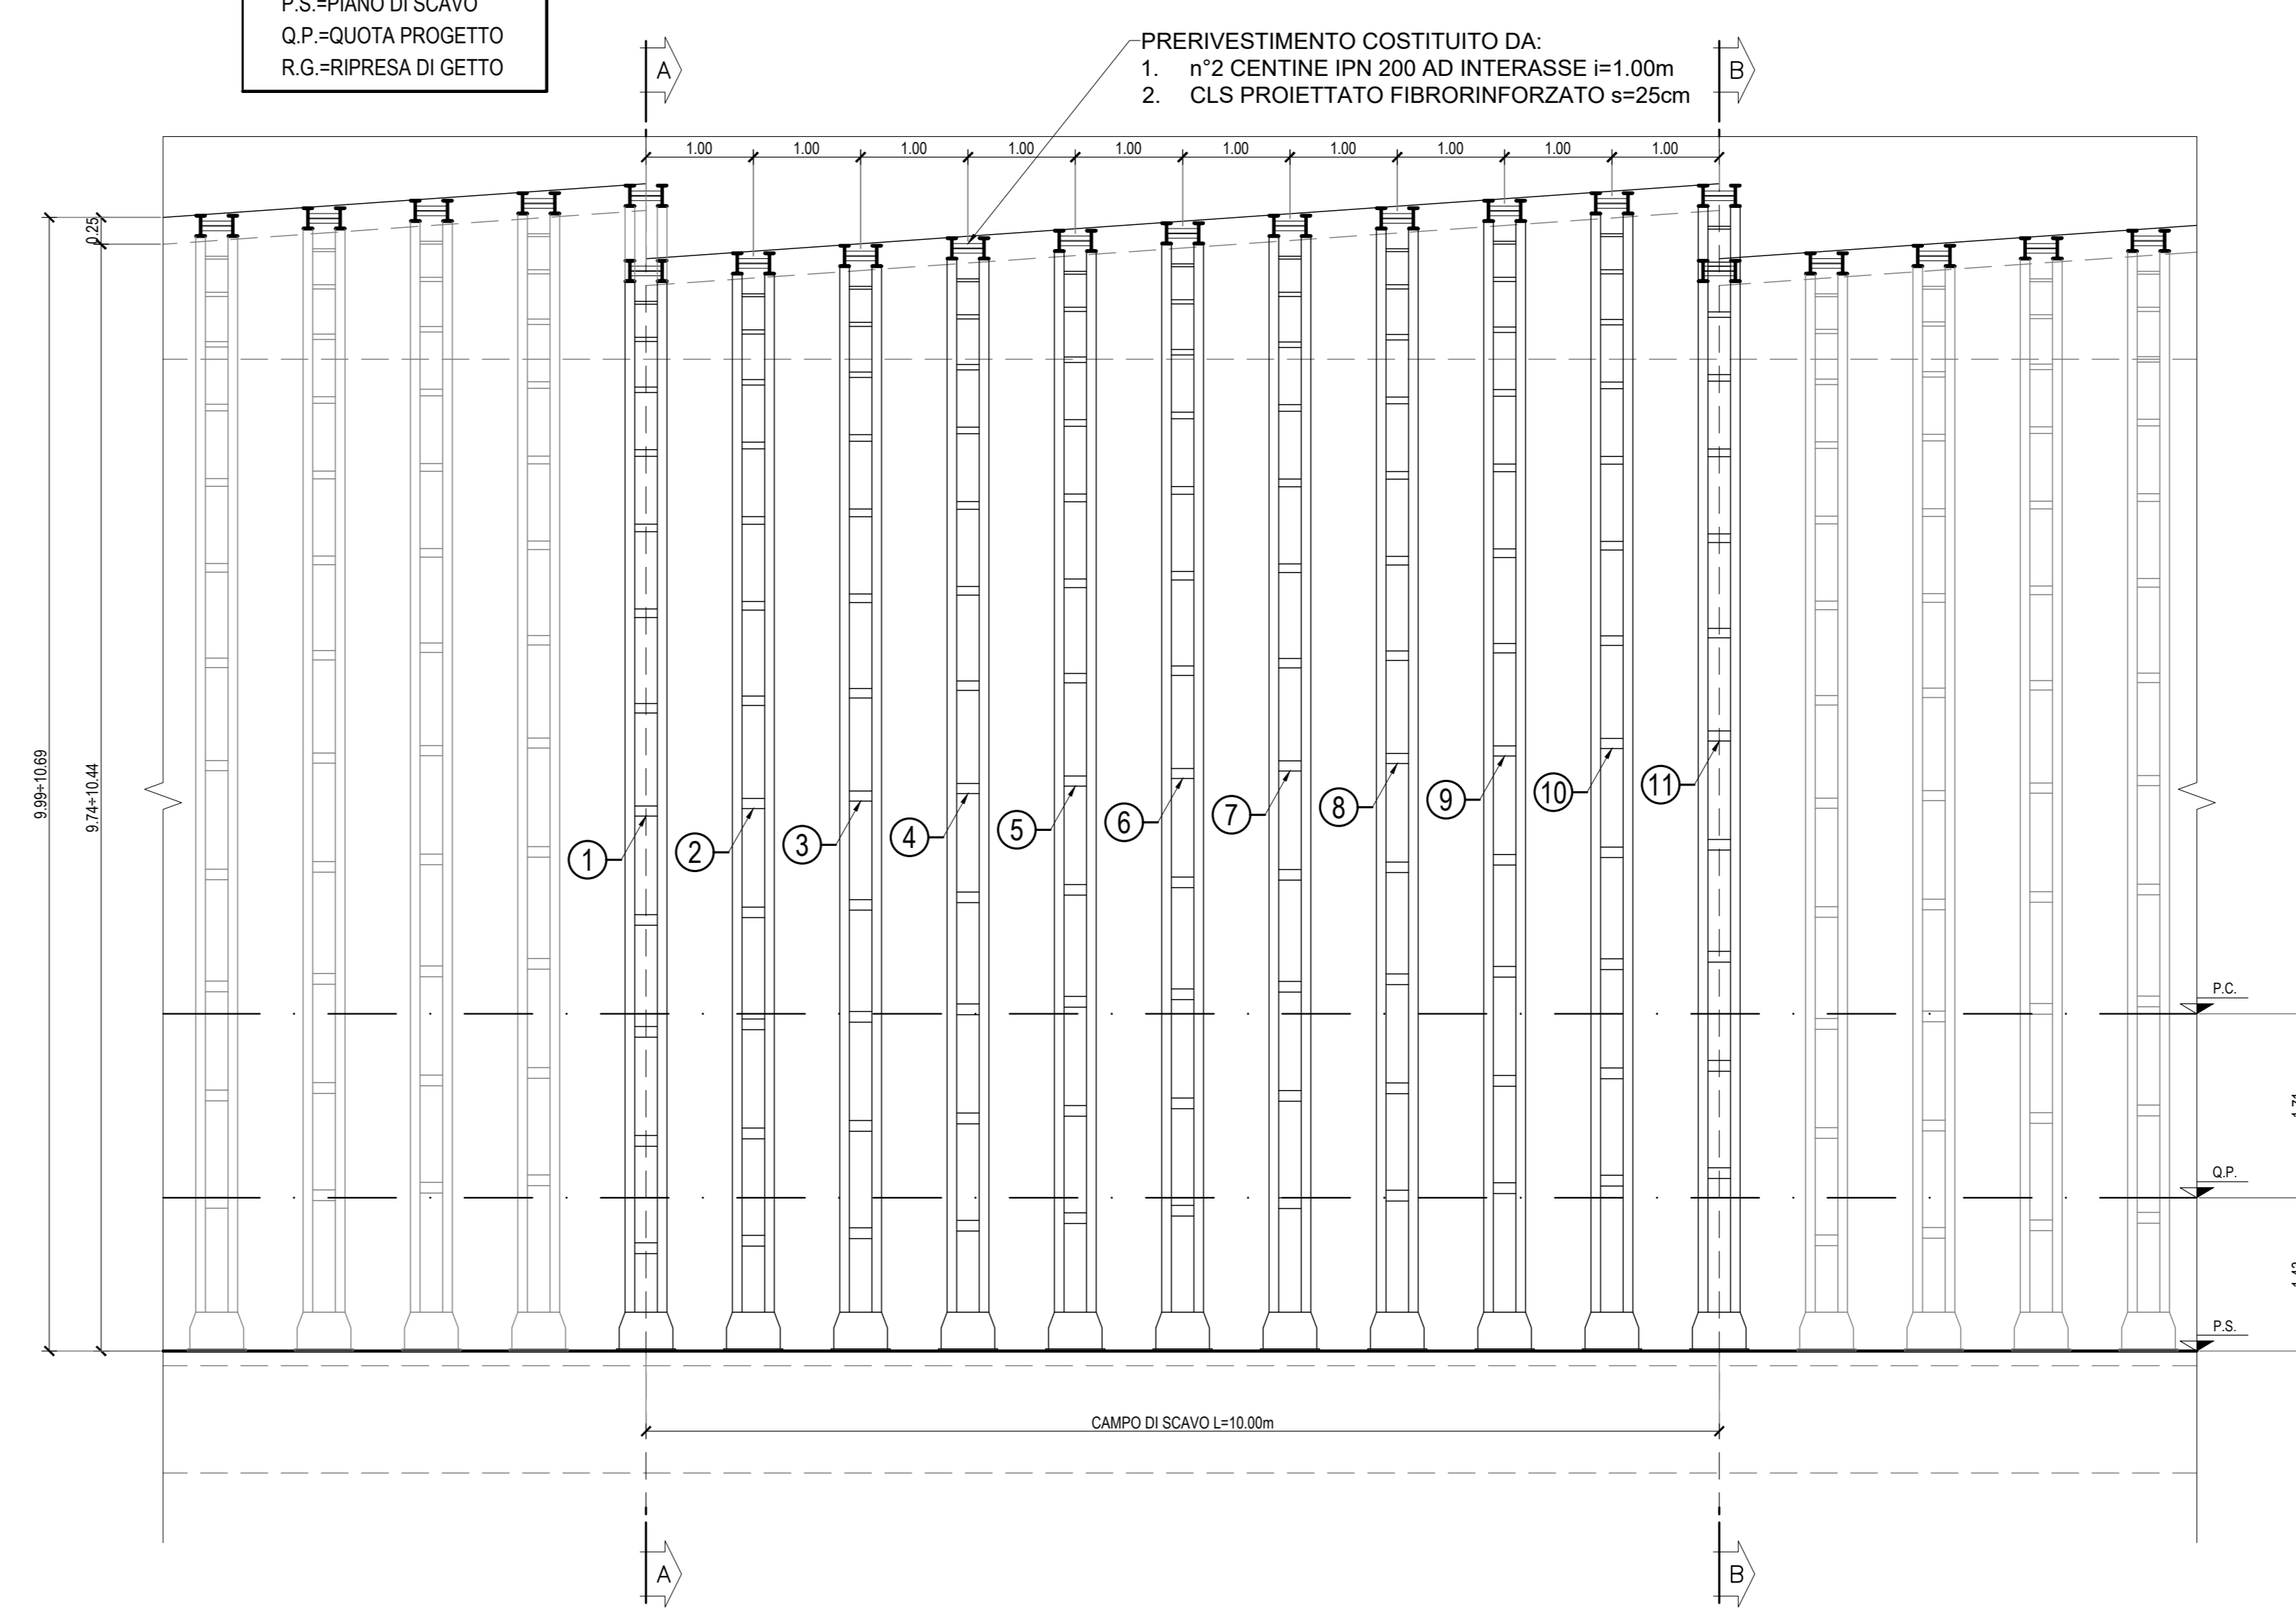 P.S.=PIANO DI SCAVO
Q.P.=QUOTA PROGETTO
R.G.=RIPRESA DI GETTO
A
PRERIVESTIMENTO COSTITUITO DA:
1. n°2 CENTINE IPN 200 AD INTERASSE i=1.00m
2. CLS PROIETTATO FIBRORINFORZATO s=25cm
B
1.00 1.00 1.00 1.00 1.00 1.00 1.00 1.00 1.00 1.00
0.25
9.99÷10.69
9.74÷10.44
1
2
3
4
5
6
7
8
9
10
11
P.C.
Q.P.
P.S.
CAMPO DI SCAVO L=10.00m
A
B